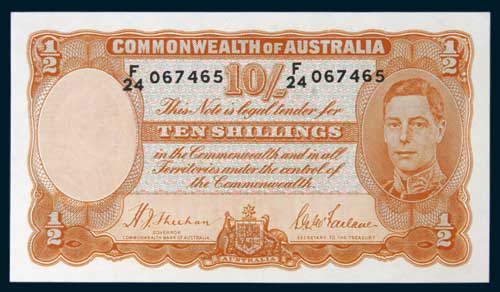 COMMONWEALTH OF AUSTRALIA
1/2 1/2
F/24 067465 10/- F/24 067465
This Note is legal tender for
TEN SHILLINGS
in the Commonwealth and in all
Territories under the control of
the Commonwealth.
H.J. Sheehan S.G. McFarlane
GOVERNOR SECRETARY TO THE TREASURY
COMMONWEALTH BANK OF AUSTRALIA
1/2 1/2
AUSTRALIA